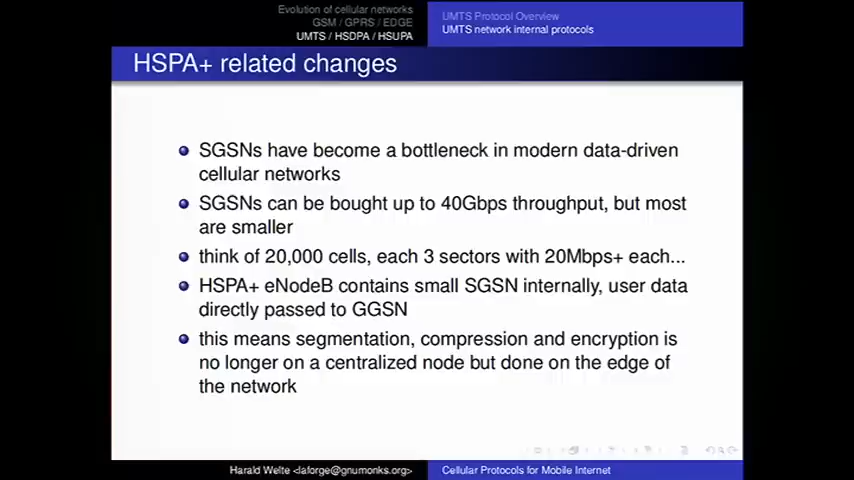 Evolution of cellular networks
GSM / GPRS / EDGE
UMTS / HSDPA / HSUPA
UMTS Protocol Overview
UMTS network internal protocols
HSPA+ related changes
SGSNs have become a bottleneck in modern data-driven
cellular networks
SGSNs can be bought up to 40Gbps throughput, but most
are smaller
think of 20,000 cells, each 3 sectors with 20Mbps+ each...
HSPA+ eNodeB contains small SGSN internally, user data
directly passed to GGSN
this means segmentation, compression and encryption is
no longer on a centralized node but done on the edge of
the network
Harald Welte <laforge@gnumonks.org>
Cellular Protocols for Mobile Internet